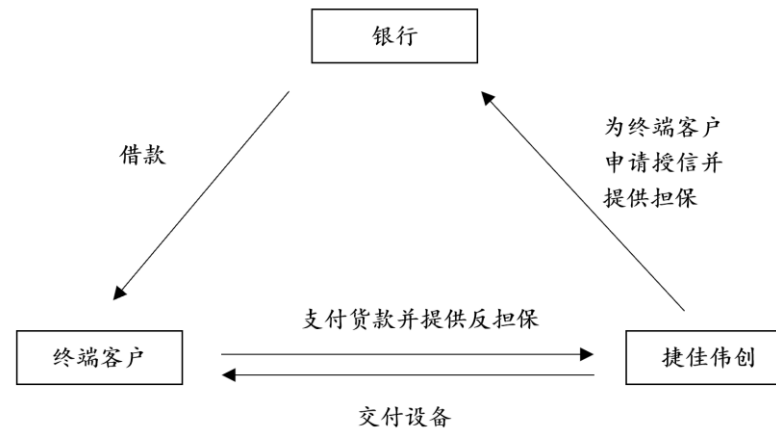 银行
借款
为终端客户
申请授信并
提供担保
支付货款并提供反担保
终端客户
捷佳伟创
交付设备